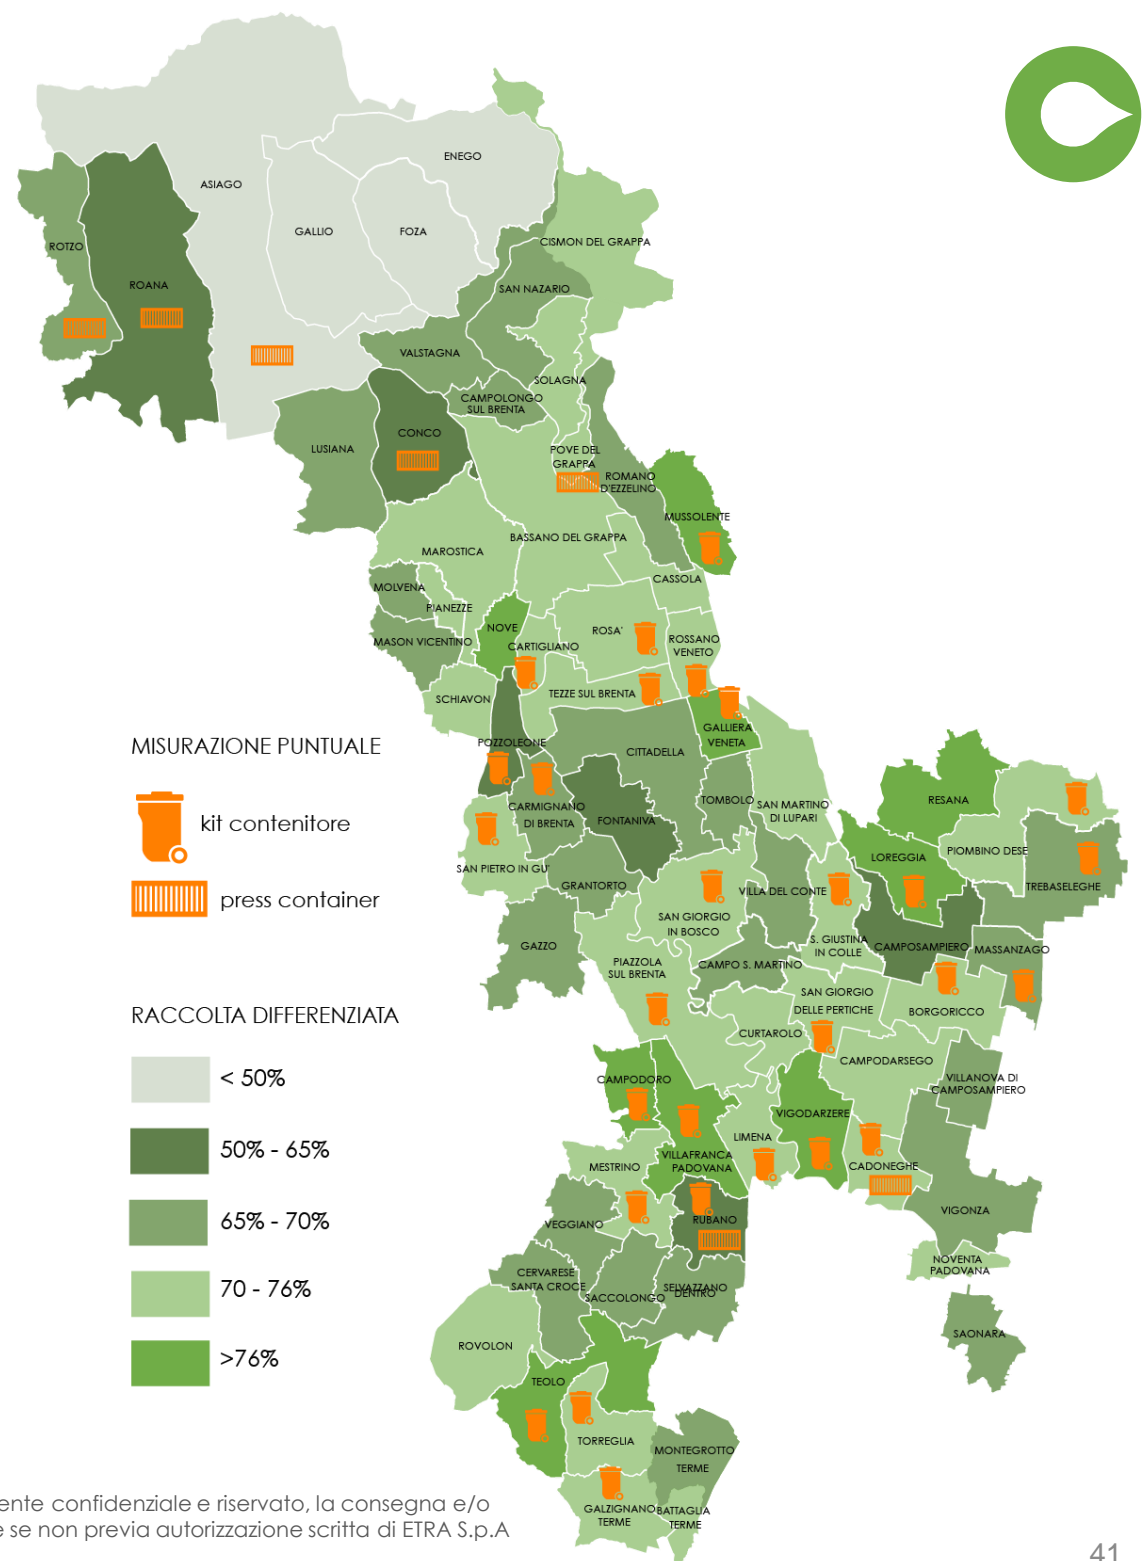 ENEGO
ASIAGO
GALLIO
FOZA
ROTZO
CISMON DEL GRAPPA
ROANA
SAN NAZARIO
VALSTAGNA
SOLAGNA
CAMPOLONGO
SUL BRENTA
CONCO
LUSIANA
POVE DEL
GRAPPA
ROMANO
D'EZZELINO
MUSSOLENTE
BASSANO DEL GRAPPA
MAROSTICA
CASSOLA
MOLVENA
PIANEZZE
NOVE
ROSA'
MASON VICENTINO
CARTIGLIANO
ROSSANO
VENETO
SCHIAVON
TEZZE SUL BRENTA
GALLIERA
VENETA
POZZOLEONE
CITTADELLA
MISURAZIONE PUNTUALE
kit contenitore
press container
CARMIGNANO
DI BRENTA
FONTANIVA
TOMBOLO
SAN MARTINO
DI LUPARI
RESANA
LOREGGIA
PIOMBINO DESE
TREBASELEGHE
SAN PIETRO IN GU'
GRANTORTO
VILLA DEL CONTE
SAN GIORGIO
IN BOSCO
GAZZO
S. GIUSTINA
IN COLLE
CAMPOSAMPIERO
MASSANZAGO
PIAZZOLA
SUL BRENTA
CAMPO S. MARTINO
SAN GIORGIO
DELLE PERTICHE
BORGORICCO
CURTAROLO
CAMPODARSEGO
RACCOLTA DIFFERENZIATA
< 50%
50% - 65%
65% - 70%
70 - 76%
>76%
CAMPODORO
VILLANOVA DI
CAMPOSAMPIERO
VIGODARZERE
LIMENA
VILLAFRANCA
PADOVANA
MESTRINO
CADONEGHE
RUBANO
VEGGIANO
VIGONZA
NOVENTA
PADOVANA
CERVARESE
SANTA CROCE
SACCOLONGO
SELVAZZANO
DENTRO
SAONARA
ROVOLON
TEOLO
TORREGLIA
MONTEGROTTO
TERME
GALZIGNANO
TERME
BATTAGLIA
TERME
ente confidenziale e riservato, la consegna e/o
e se non previa autorizzazione scritta di ETRA S.p.A
41